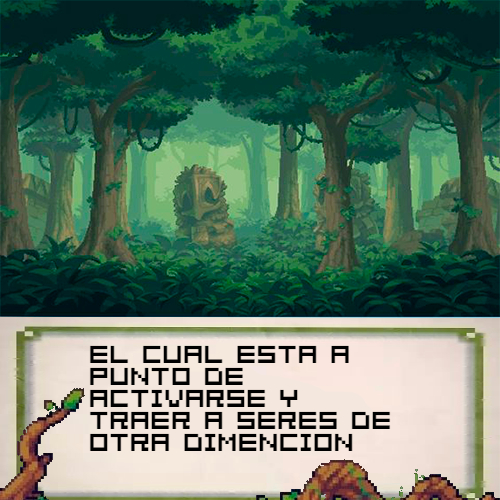 EL CUAL ESTA A
PUNTO DE
ACTIVARSE Y
TRAER A SERES DE
OTRA DIMENCION